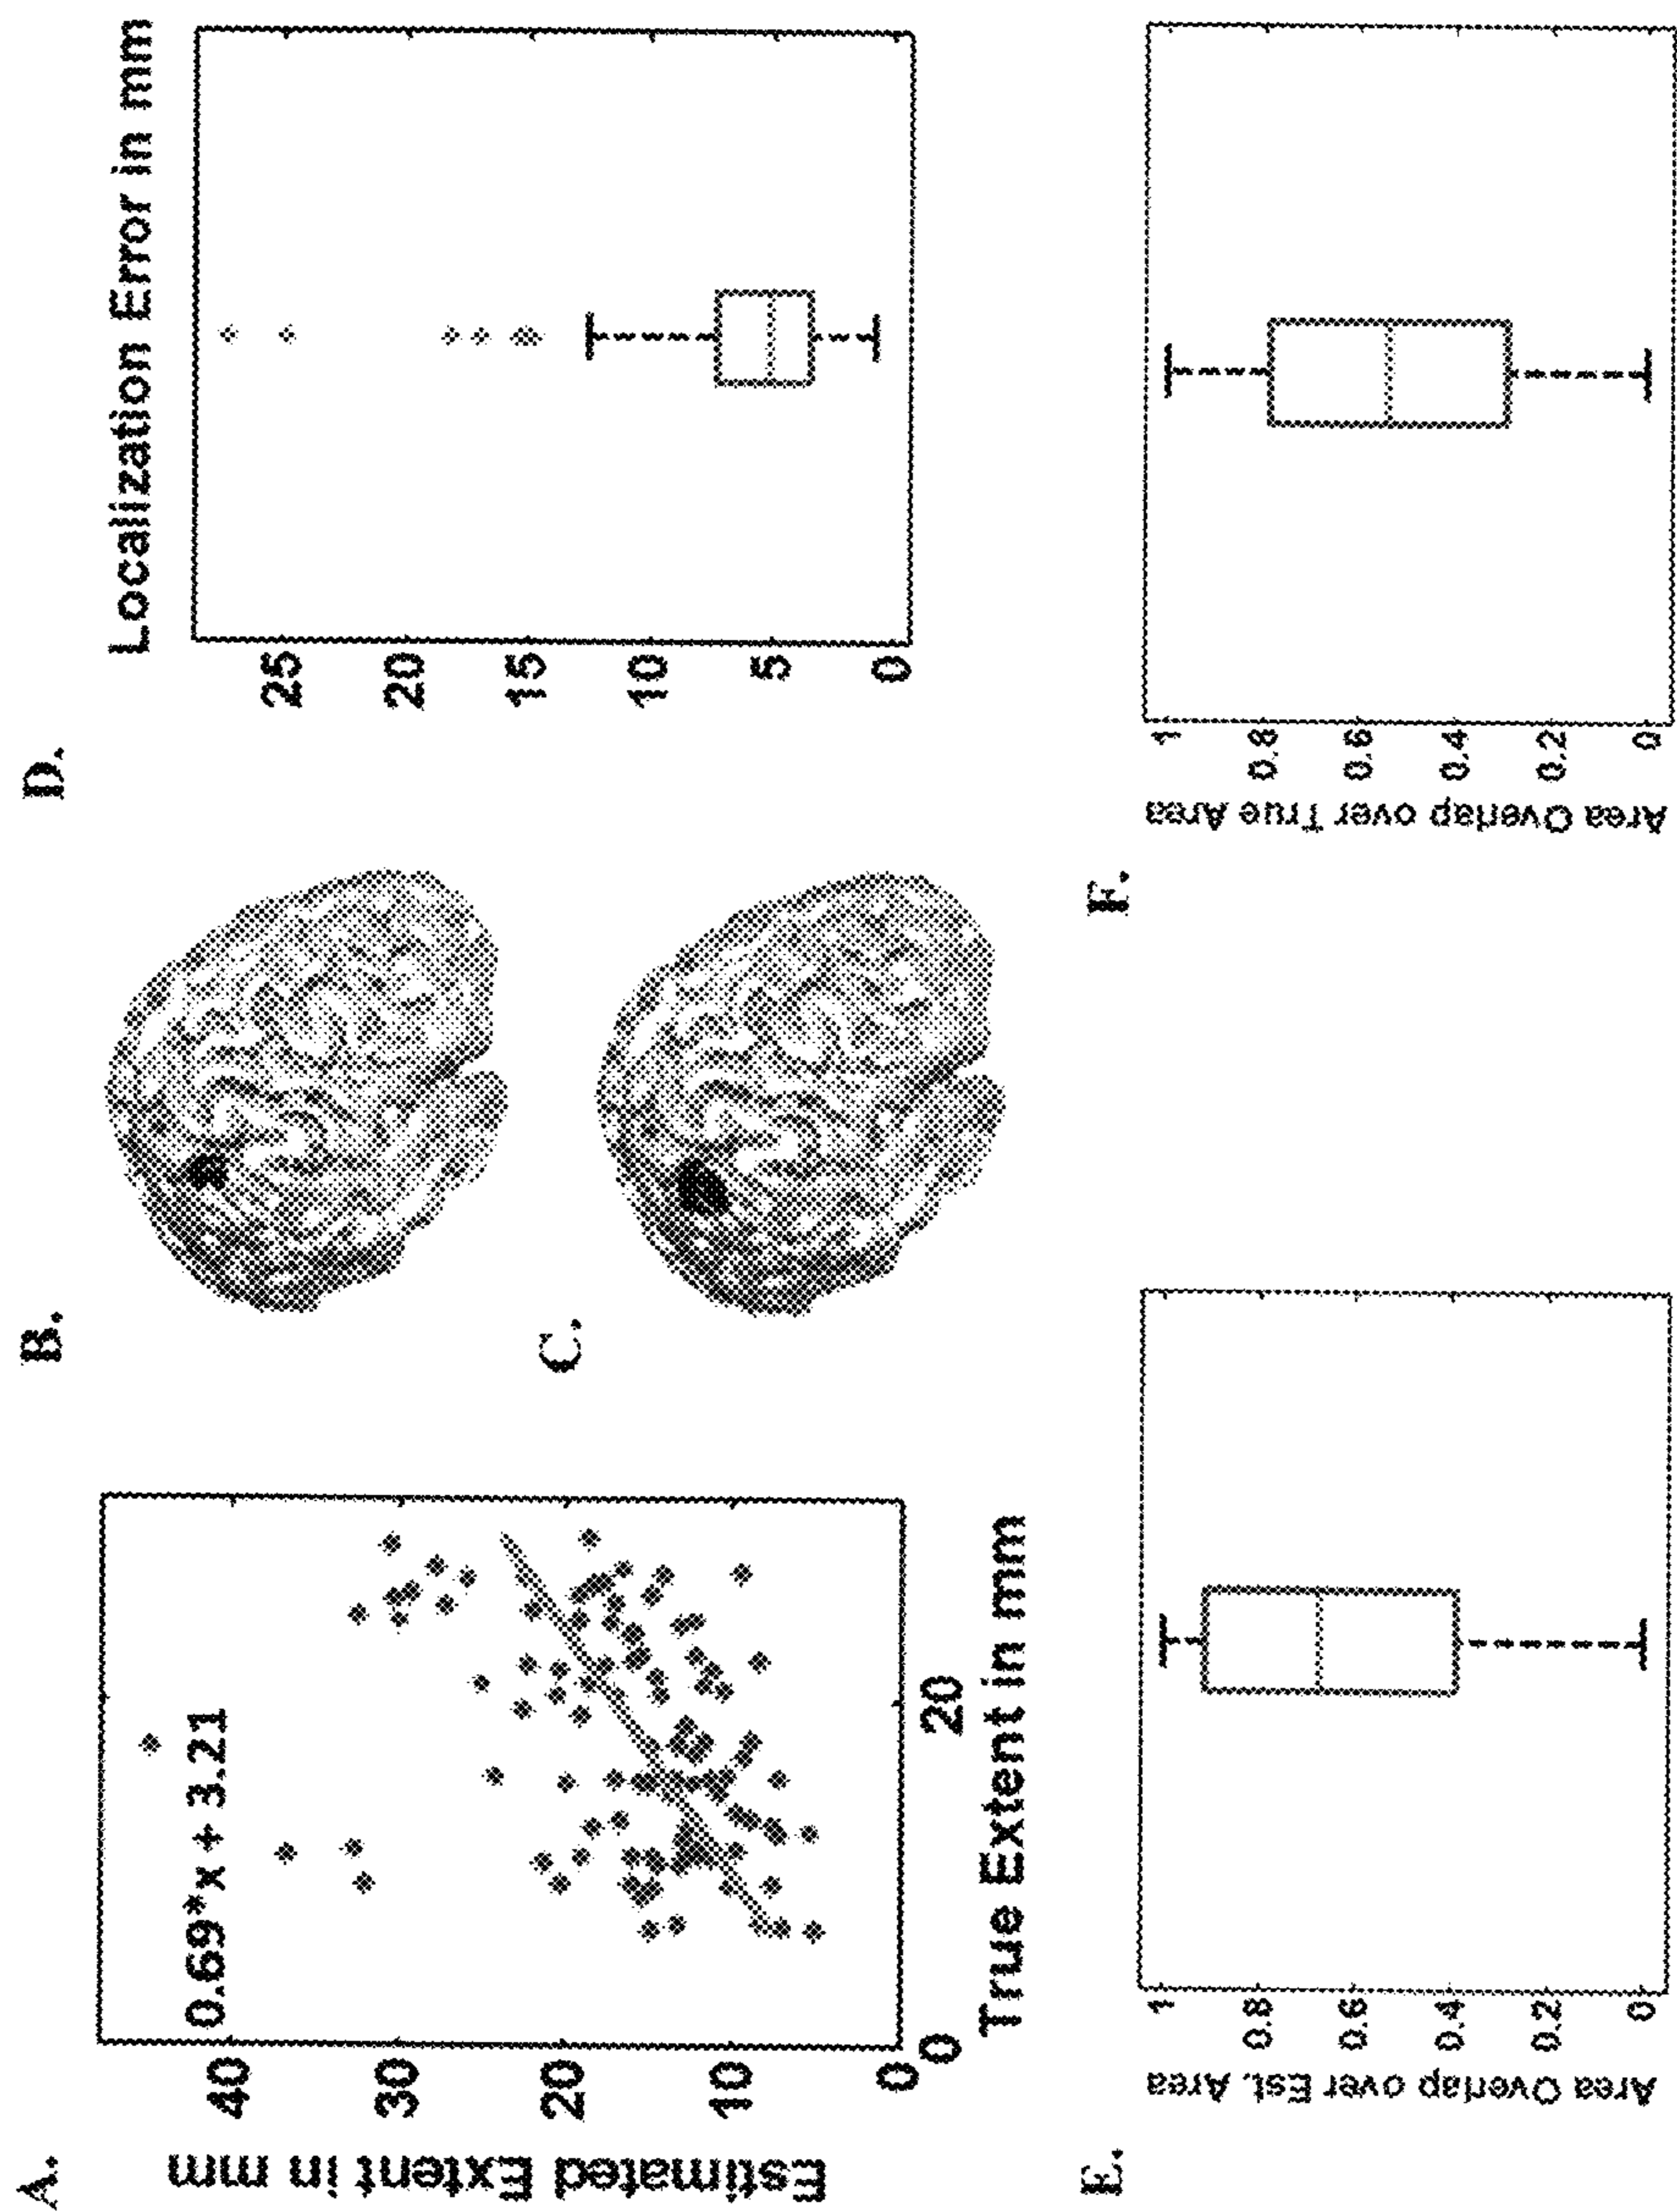 A.
Estimated Extent in mm
40
30
20
10
0
0.69*x + 3.21
0
20
True Extent in mm
B.
C.
D.
Localization Error in mm
25
20
15
10
5
0
E.
Area Overlap over Est. Area
1
0.8
0.6
0.4
0.2
0
F.
Area Overlap over True Area
1
0.8
0.6
0.4
0.2
0